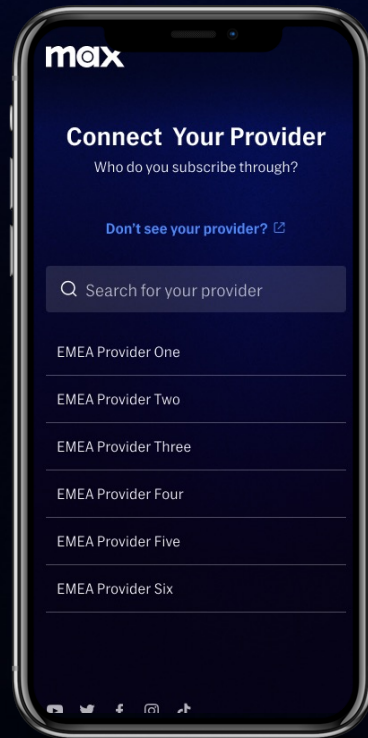 max
Connect Your Provider
Who do you subscribe through?
Don't see your provider?
Search for your provider
EMEA Provider One
EMEA Provider Two
EMEA Provider Three
EMEA Provider Four
EMEA Provider Five
EMEA Provider Six